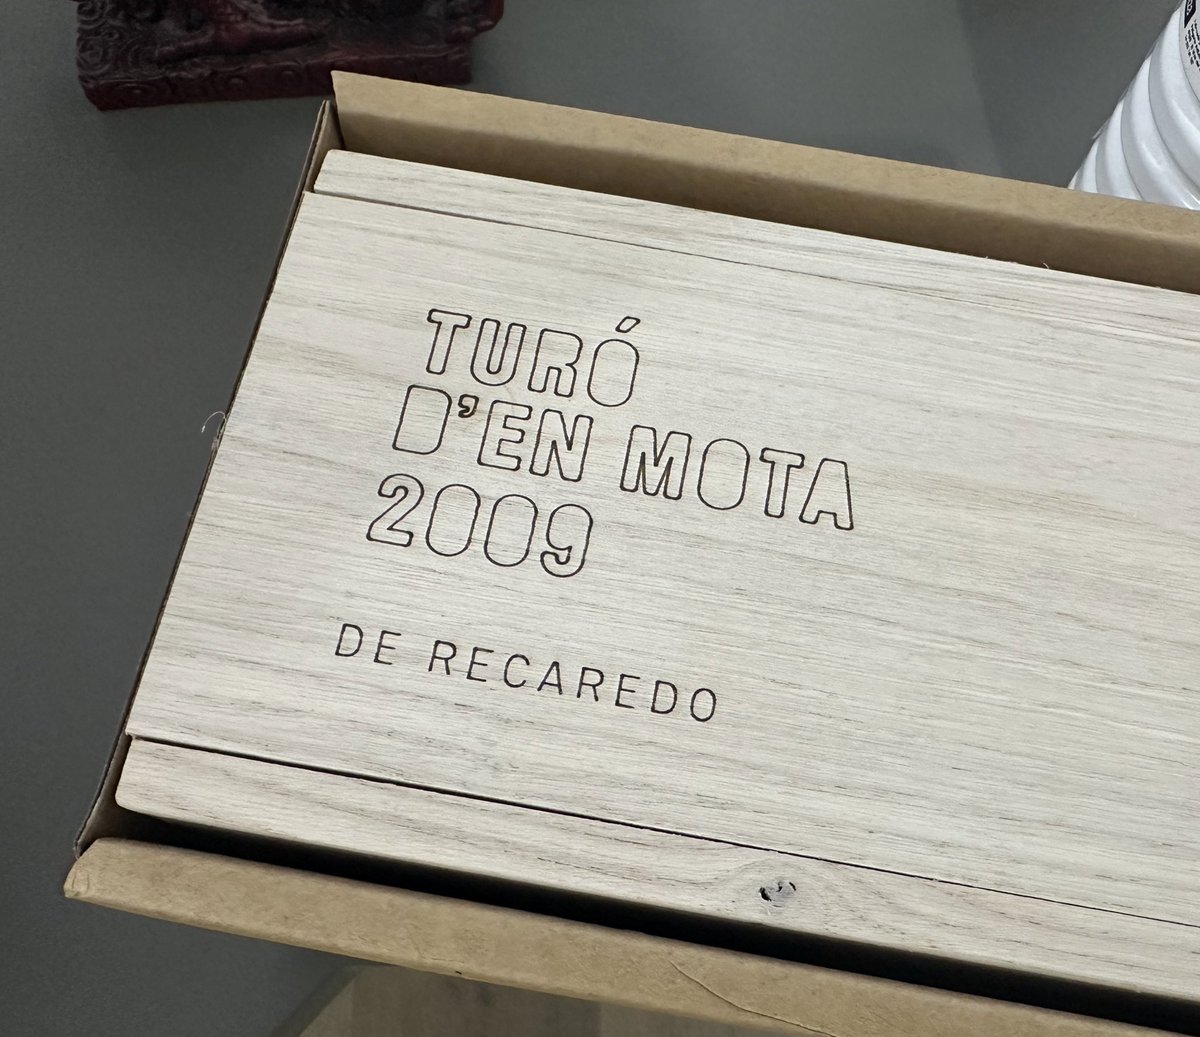 TURÓ
D'EN MOTA
2009
DE RECAREDO